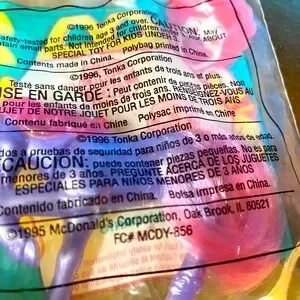 ©1996 Tonka Corporation
Safety-tested for children age 3 and over. CAUTION: May
contain small parts. Not intended for kids under 3.
SPECIAL TOY FOR KIDS UNDER 3.
Contents made in China. Polybag printed in China.
©1996, Tonka Corporation
Testé sans danger pour les enfants de trois ans et plus.
MISE EN GARDE: Peut contenir de petites pièces. Non
pour les enfants de moins de trois ans. RENSEIGNEZ-VOUS AU
SUJET DE NOTRE JOUET POUR LES MOINS DE TROIS ANS.
Contenu fabriqué en Chine Polysac imprimé en Chine
©1996, Tonka Corporation
dos a pruebas de seguridad para niños de 3 o más años de edad.
PRECAUCION: puede contener piezas pequeñas. No es para
menores de 3 años. PREGUNTE ACERCA DE LOS JUGUETES
ESPECIALES PARA NIÑOS MENORES DE 3 AÑOS
Contenido fabricado en China. Bolsa impresa en China.
©1995 McDonald's Corporation, Oak Brook, IL 60521
FC# MCDY-856